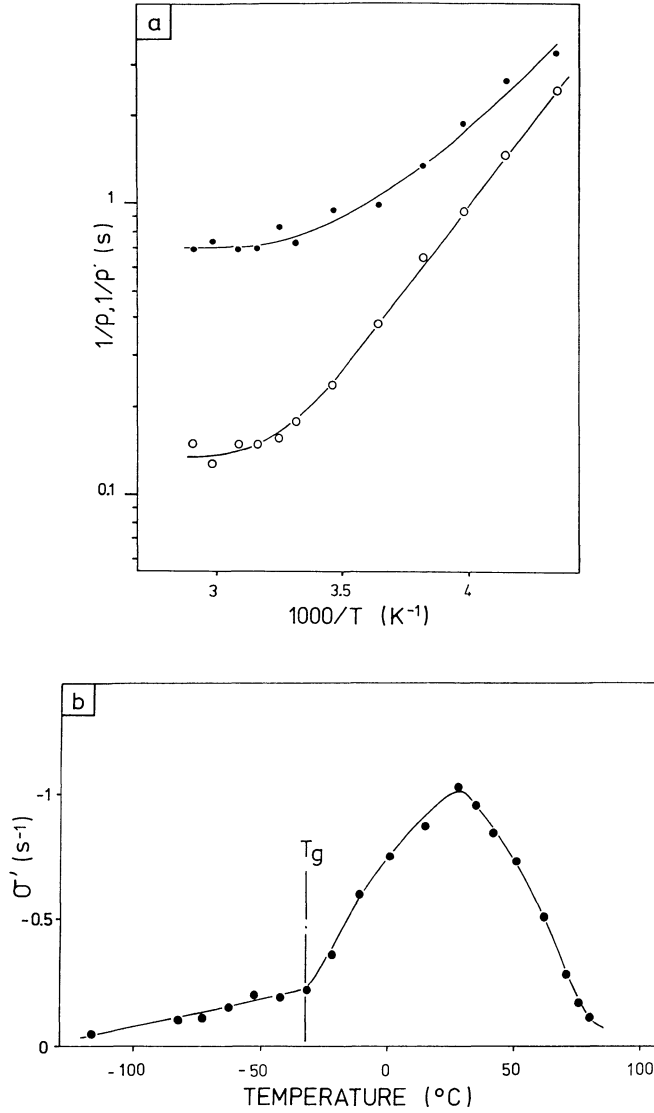 a
1
0.1
1/p,1/p' (s)
3
3.5
4
1000/T (K⁻¹)
b
-1
-0.5
0
σ' (s⁻¹)
Tg
-100
-50
0
50
100
TEMPERATURE (°C)